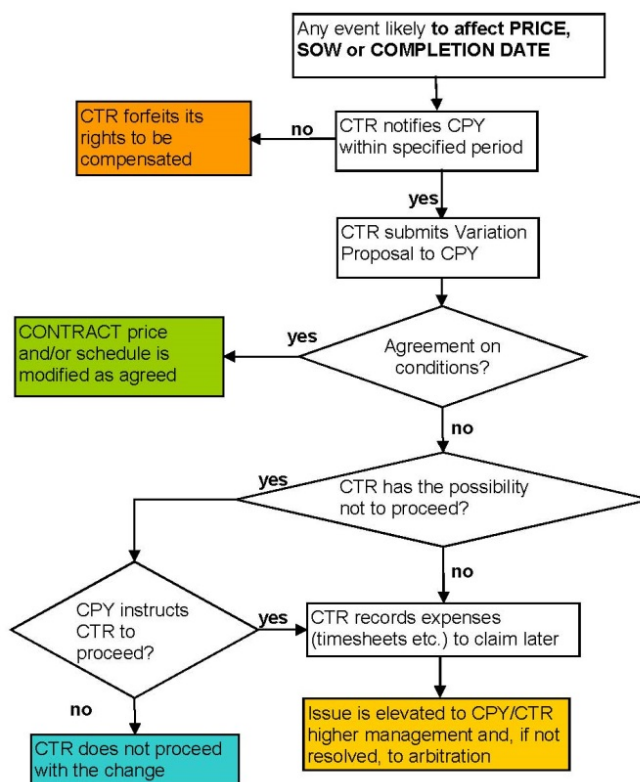 Any event likely to affect PRICE,
SOW or COMPLETION DATE
CTR forfeits its
rights to be
compensated
no
CTR notifies CPY
within specified period
yes
CTR submits Variation
Proposal to CPY
CONTRACT price
and/or schedule is
modified as agreed
yes
Agreement on
conditions?
no
yes
CTR has the possibility
not to proceed?
no
CPY instructs
CTR to
proceed?
yes
CTR records expenses
(timesheets etc.) to claim later
no
CTR does not proceed
with the change
Issue is elevated to CPY/CTR
higher management and, if not
resolved, to arbitration